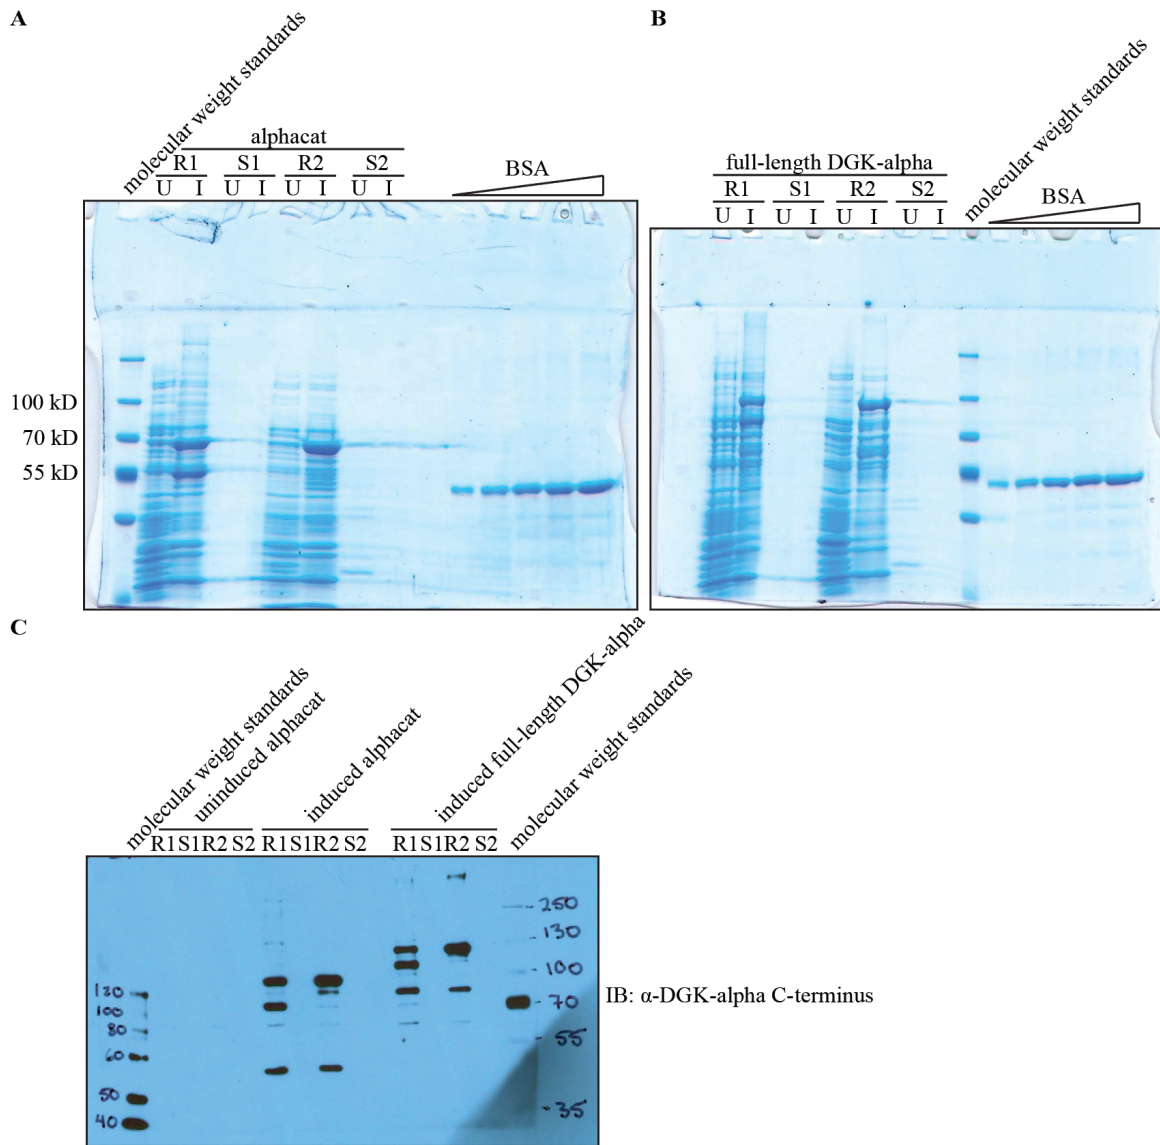 A
molecular weight standards
alphacat
R1 S1 R2 S2
U I U I U I U I
BSA
100 kD
70 kD
55 kD
B
full-length DGK-alpha
R1 S1 R2 S2
U I U I U I U I
molecular weight standards
BSA
C
molecular weight standards
uninduced alphacat
induced alphacat
induced full-length DGK-alpha
molecular weight standards
R1 S1 R2 S2
R1 S1 R2 S2
R1 S1 R2 S2
120
100
80
60
50
40
250
130
100
70
55
35
IB: α-DGK-alpha C-terminus